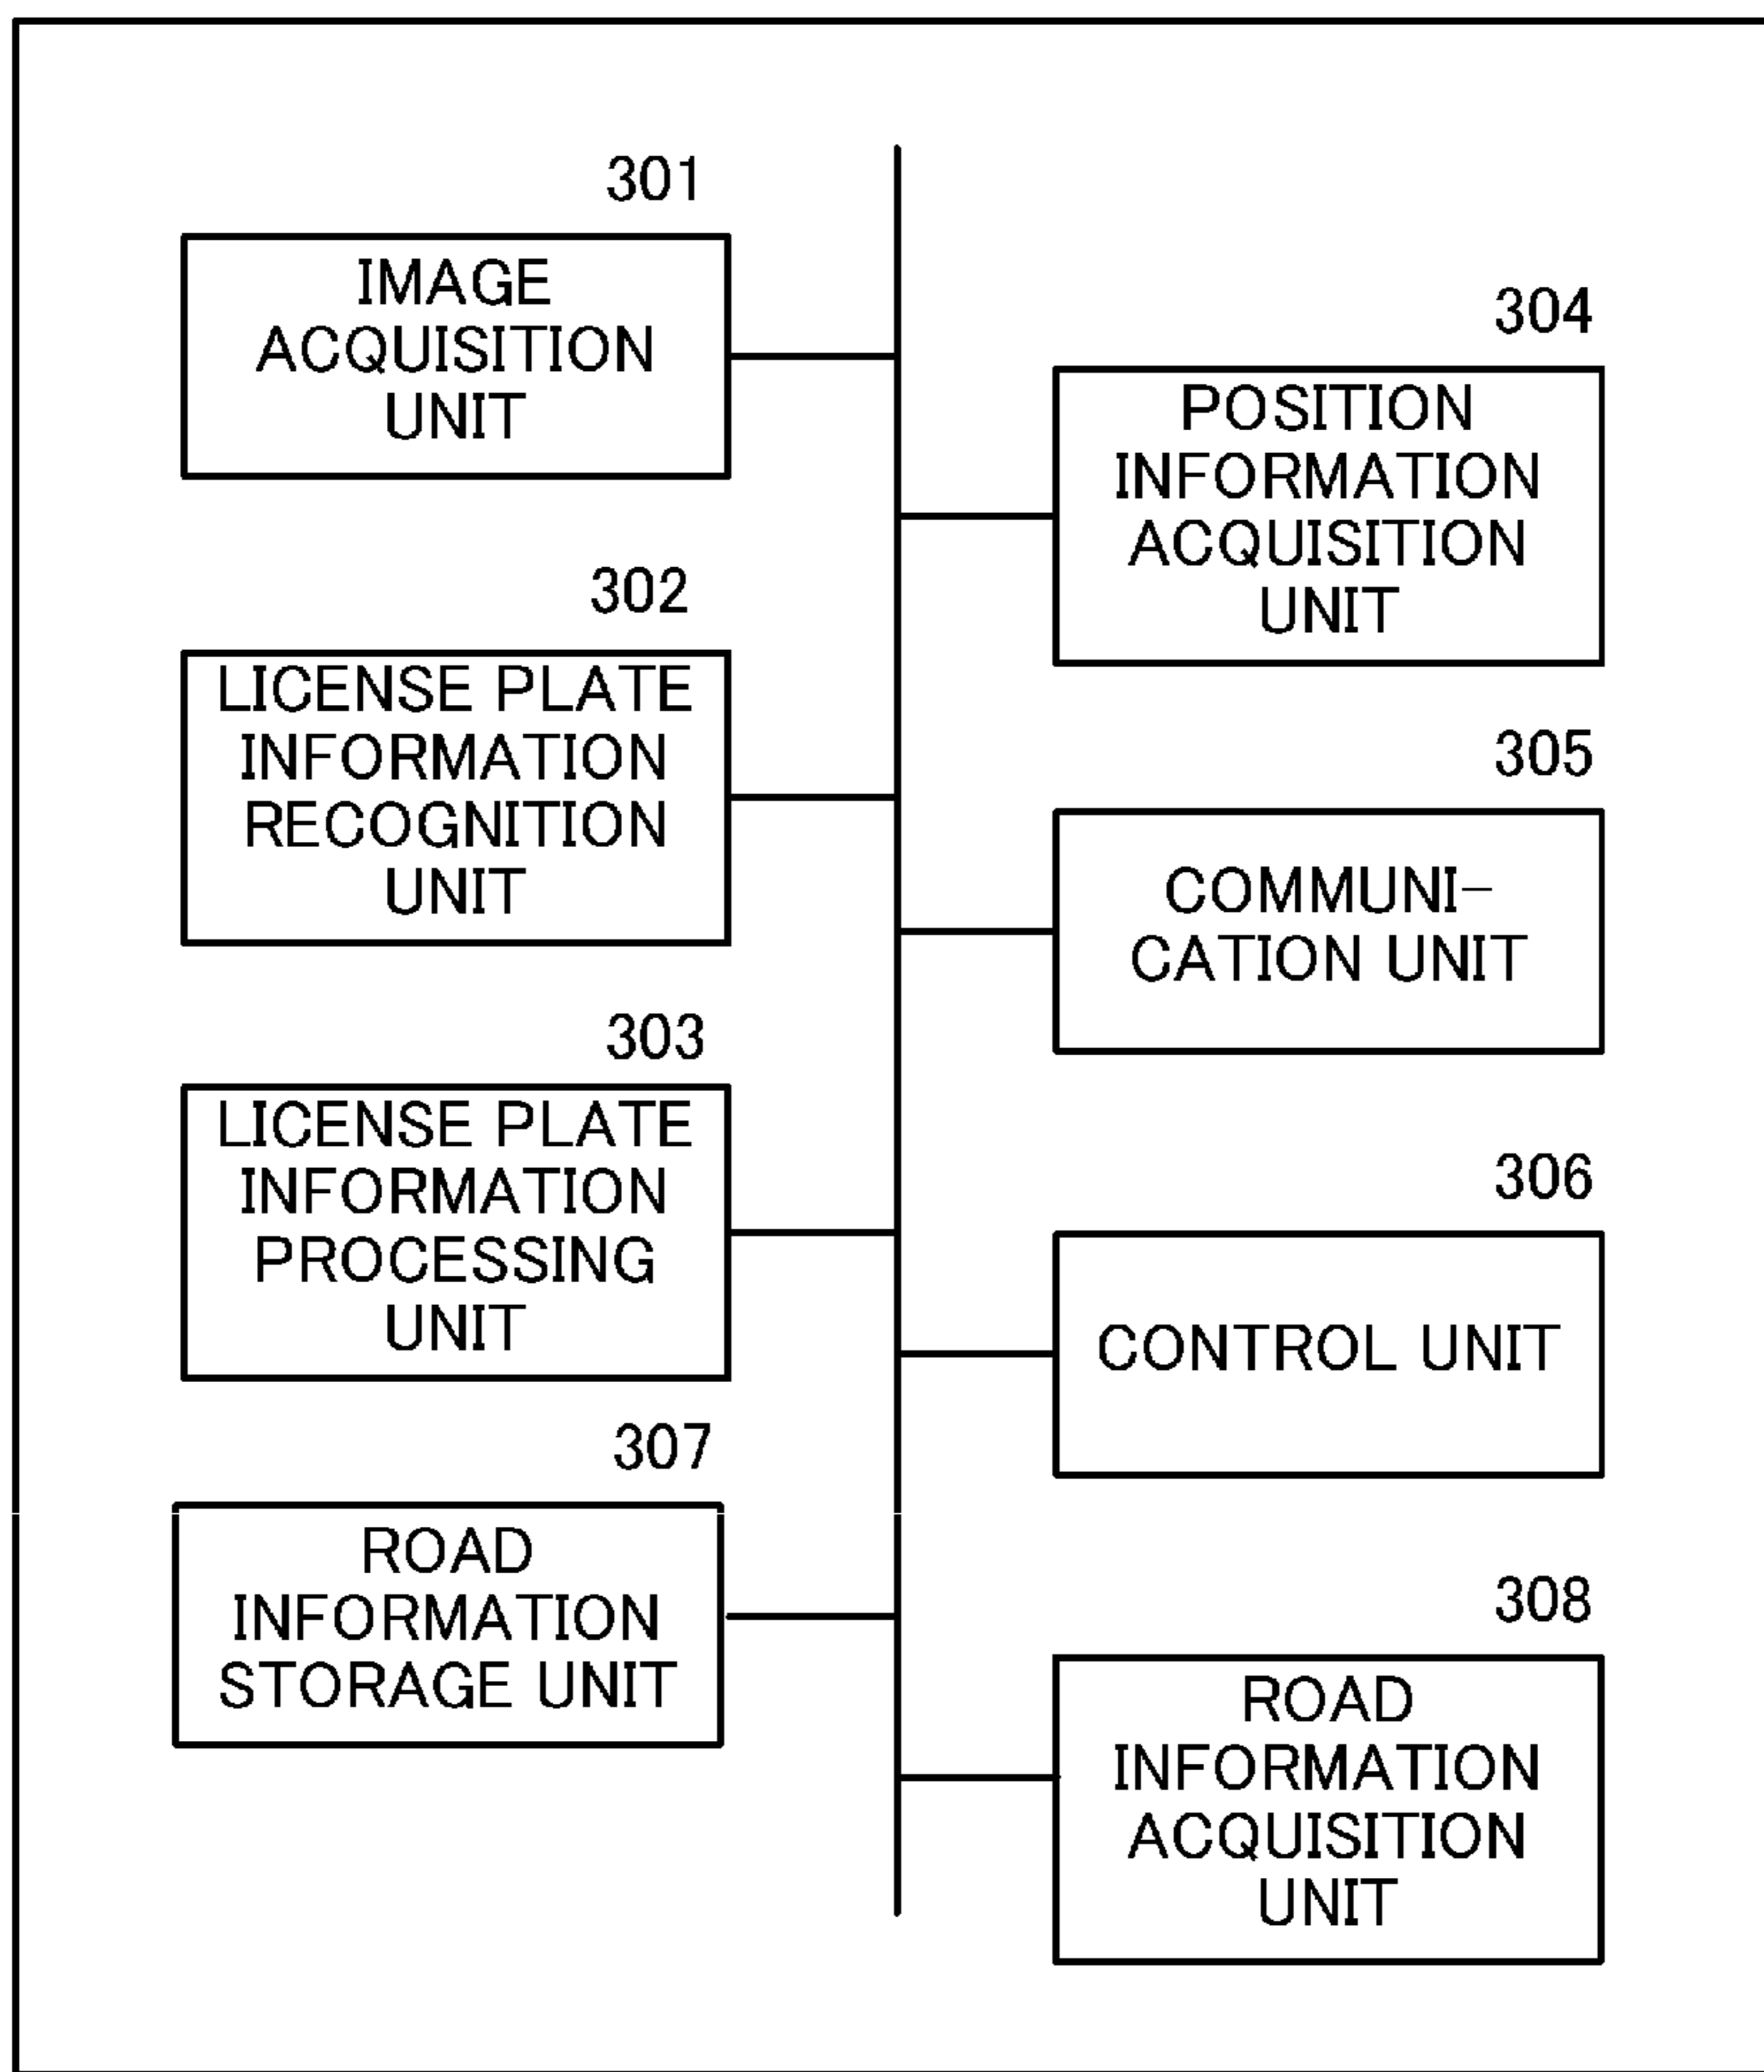 301
IMAGE
ACQUISITION
UNIT
302
LICENSE PLATE
INFORMATION
RECOGNITION
UNIT
303
LICENSE PLATE
INFORMATION
PROCESSING
UNIT
307
ROAD
INFORMATION
STORAGE UNIT
304
POSITION
INFORMATION
ACQUISITION
UNIT
305
COMMUNI-
CATION UNIT
306
CONTROL UNIT
308
ROAD
INFORMATION
ACQUISITION
UNIT